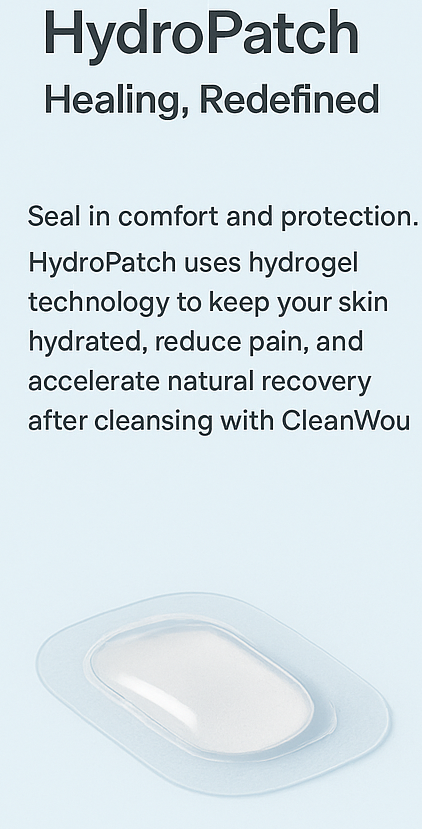 HydroPatch
Healing, Redefined
Seal in comfort and protection.
HydroPatch uses hydrogel
technology to keep your skin
hydrated, reduce pain, and
accelerate natural recovery
after cleansing with CleanWou